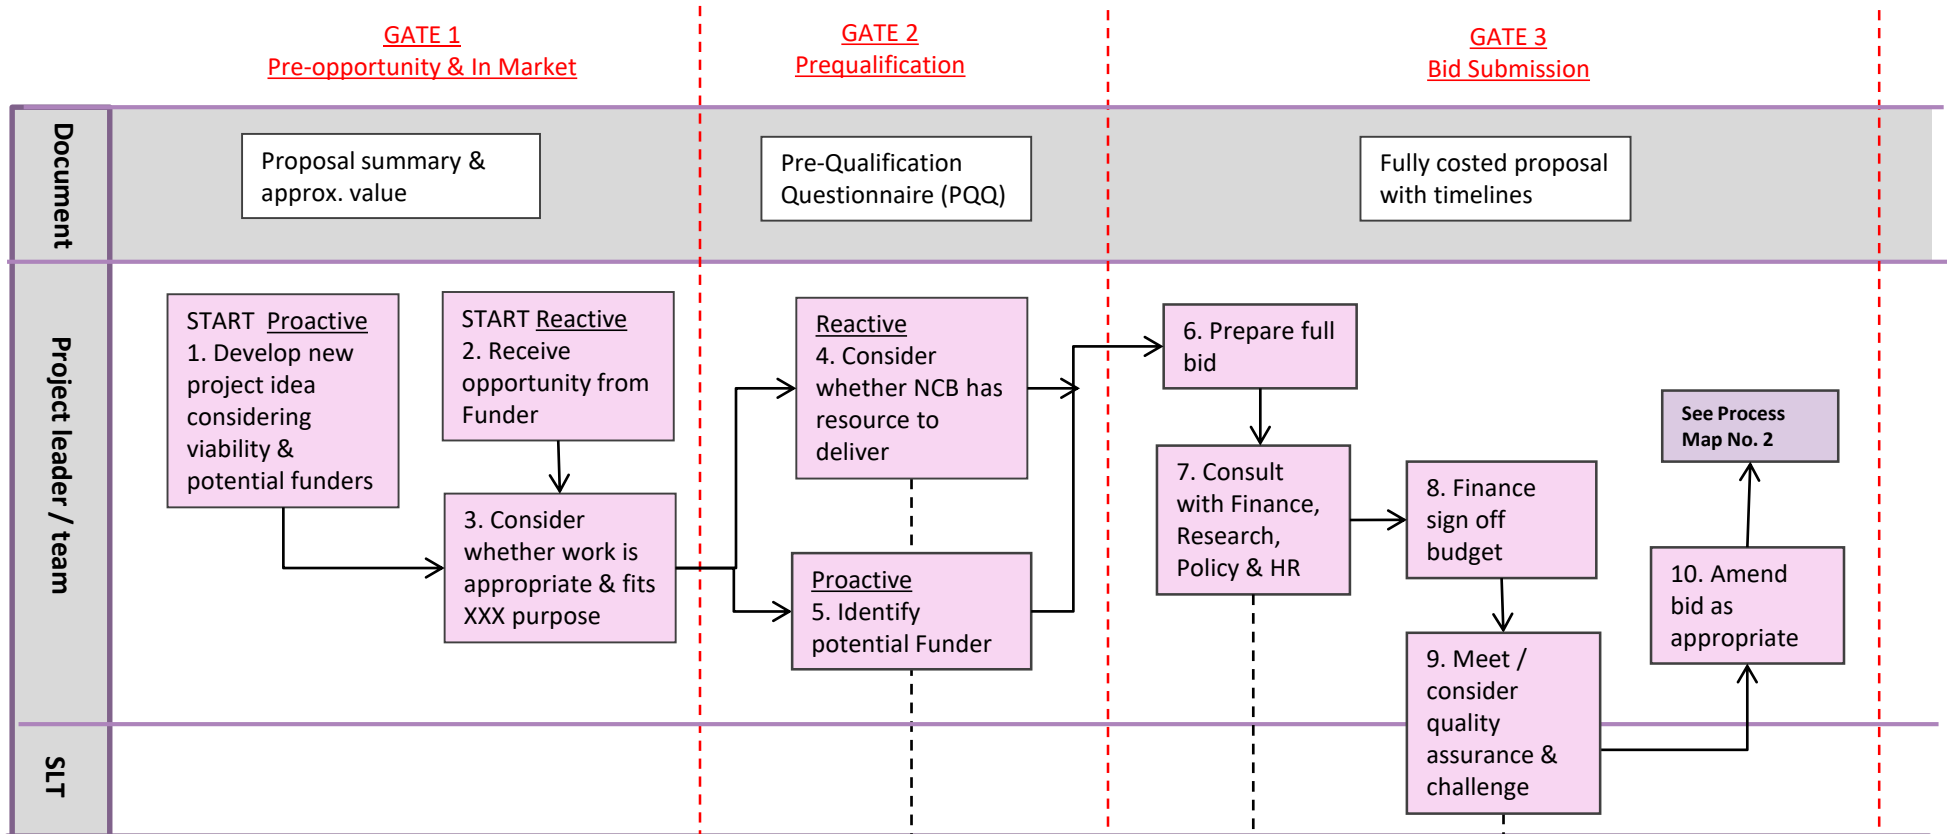 GATE 1
Pre-opportunity & In Market
GATE 2
Prequalification
GATE 3
Bid Submission
Document
Proposal summary &
approx. value
Pre-Qualification
Questionnaire (PQQ)
Fully costed proposal
with timelines
Project leader / team
START Proactive
1. Develop new
project idea
considering
viability &
potential funders
START Reactive
2. Receive
opportunity from
Funder
3. Consider
whether work is
appropriate & fits
XXX purpose
Reactive
4. Consider
whether NCB has
resource to
deliver
Proactive
5. Identify
potential Funder
6. Prepare full
bid
7. Consult
with Finance,
Research,
Policy & HR
8. Finance
sign off
budget
9. Meet /
consider
quality
assurance &
challenge
10. Amend
bid as
appropriate
See Process
Map No. 2
SLT